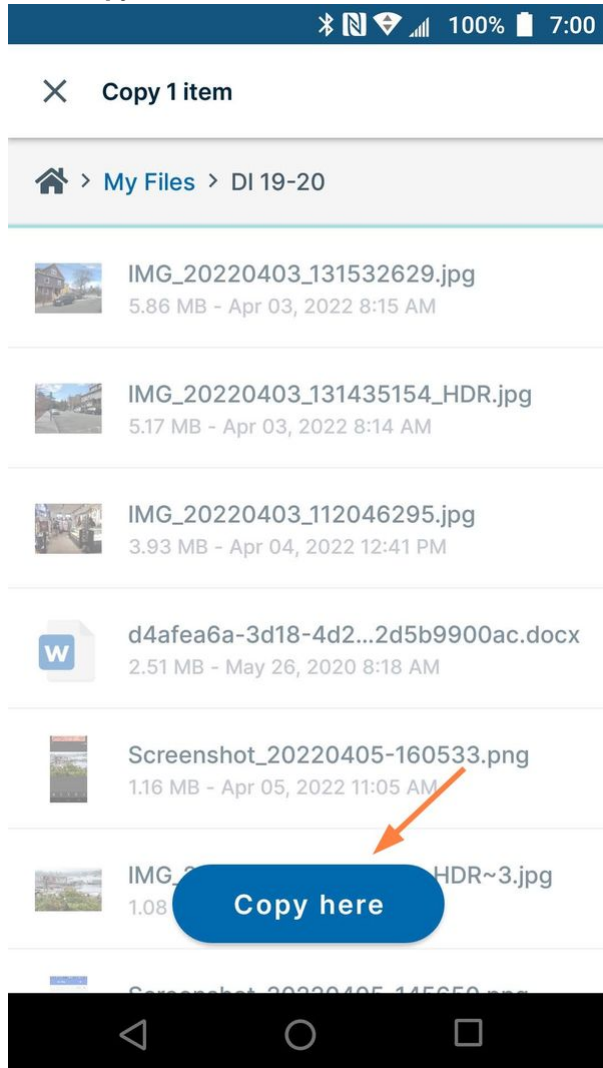 100% 7:00
Copy 1 item
> My Files > DI 19-20
IMG_20220403_131532629.jpg
5.86 MB - Apr 03, 2022 8:15 AM
IMG_20220403_131435154_HDR.jpg
5.17 MB - Apr 03, 2022 8:14 AM
IMG_20220403_112046295.jpg
3.93 MB - Apr 04, 2022 12:41 PM
W
d4afea6a-3d18-4d2...2d5b9900ac.docx
2.51 MB - May 26, 2020 8:18 AM
Screenshot_20220405-160533.png
1.16 MB - Apr 05, 2022 11:05 AM
IMG_ HDR~3.jpg
1.08
Copy here